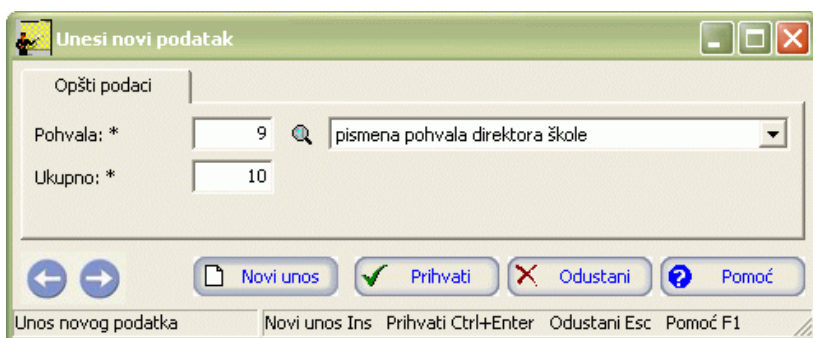 Unesi novi podatak
Opšti podaci
Pohvala: * 9 pismena pohvala direktora škole
Ukupno: * 10
Novi unos Prihvati Odustani Pomoć
Unos novog podatka Novi unos Ins Prihvati Ctrl+Enter Odustani Esc Pomoć F1